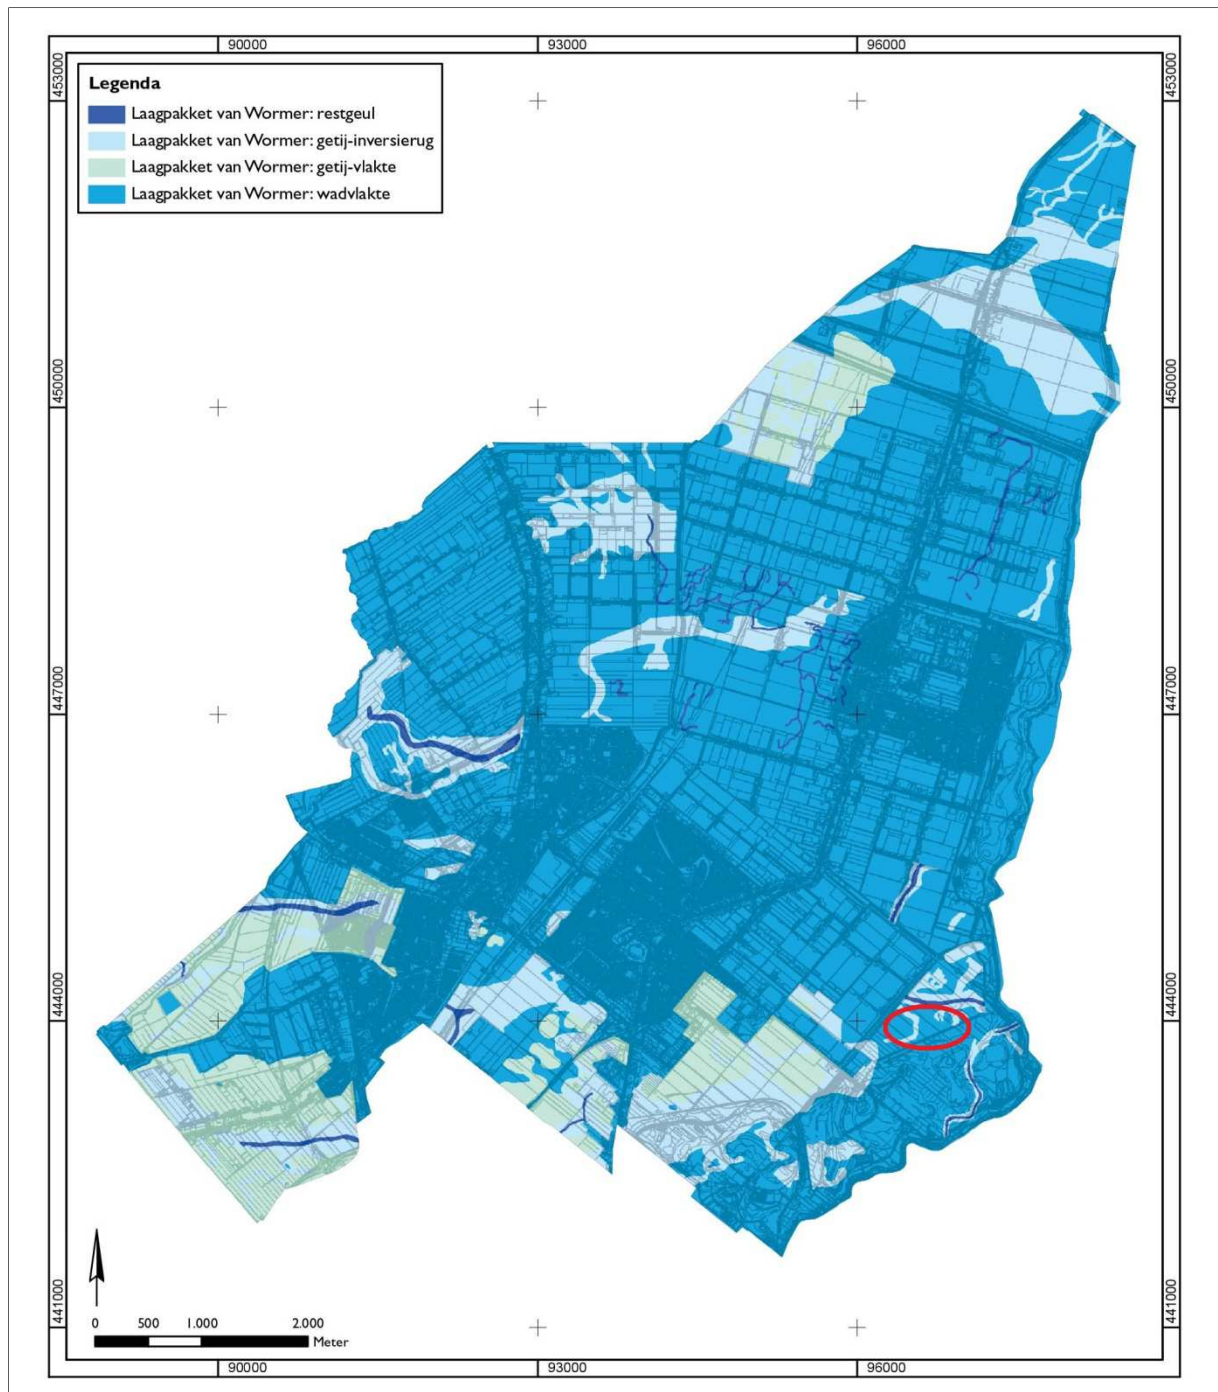 90000 93000 96000
453000 453000
Legenda
Laagpakket van Wormer: restgeul
Laagpakket van Wormer: getij-inversierug
Laagpakket van Wormer: getij-vlakte
Laagpakket van Wormer: wadvlakte
450000 450000
447000 447000
444000 444000
441000 441000
0 500 1.000 2.000
Meter
90000 93000 96000